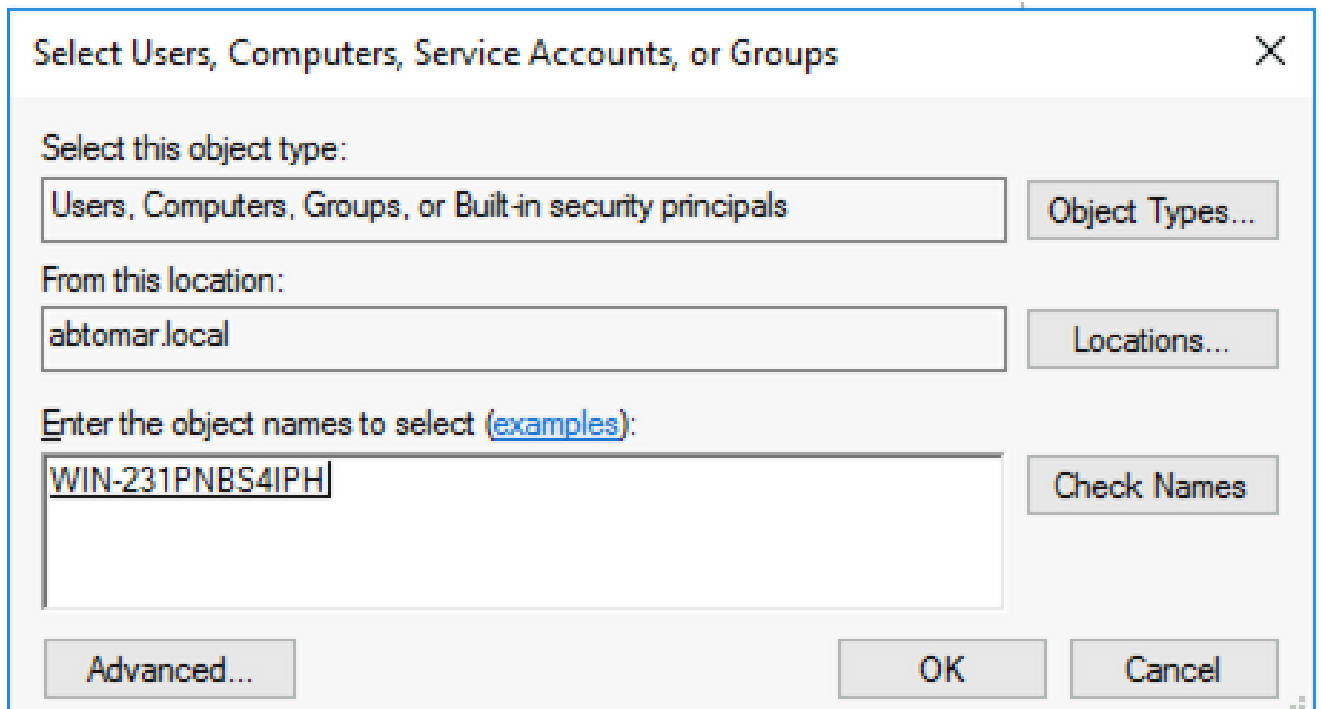 Select Users, Computers, Service Accounts, or Groups
Select this object type:
Users, Computers, Groups, or Built-in security principals
Object Types...
From this location:
abtomar.local
Locations...
Enter the object names to select (examples):
WIN-231PNBS4IPH
Check Names
Advanced...
OK
Cancel